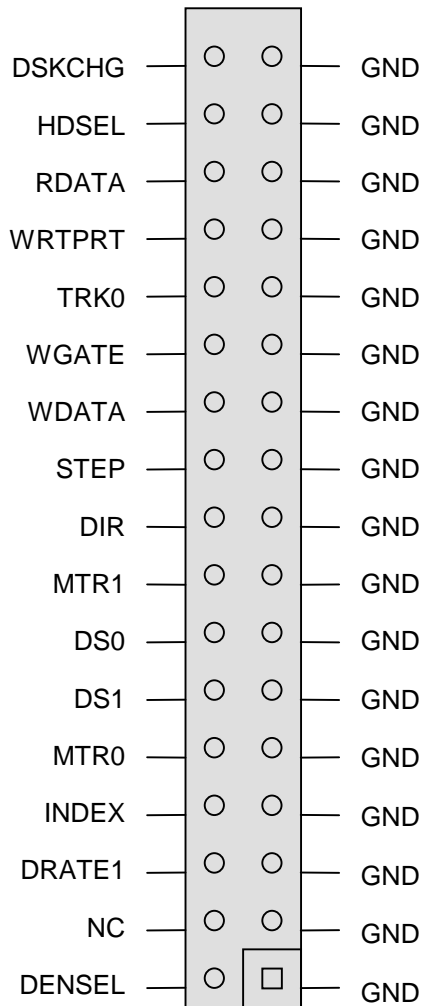 DSKCHG GND
HDSEL GND
RDATA GND
WRTPRT GND
TRK0 GND
WGATE GND
WDATA GND
STEP GND
DIR GND
MTR1 GND
DS0 GND
DS1 GND
MTR0 GND
INDEX GND
DRATE1 GND
NC GND
DENSEL GND